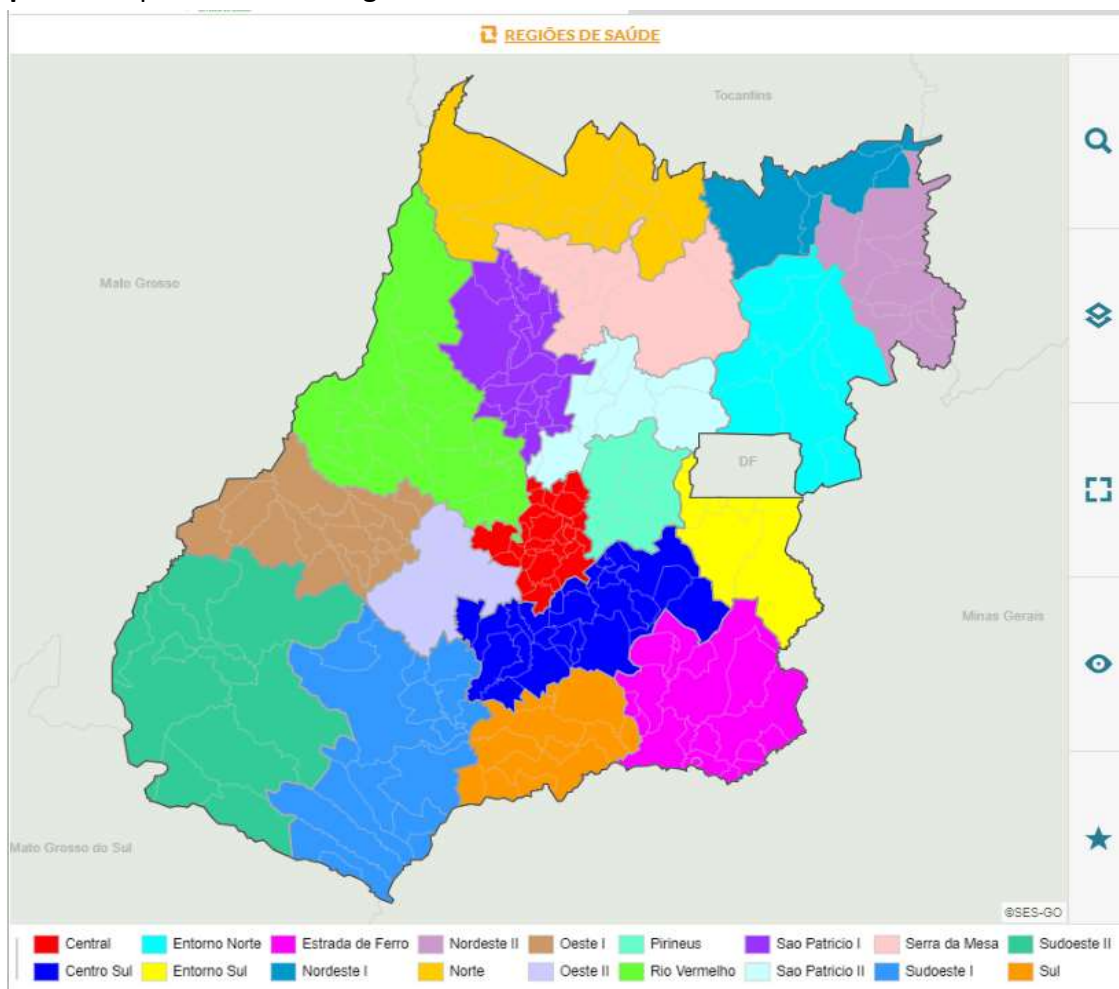 REGIÕES DE SAÚDE
Tocantins
Mato Grosso
DF
Minas Gerais
Mato Grosso do Sul
©SES-GO
Central Entorno Norte Estrada de Ferro Nordeste II Oeste I Pirineus Sao Patricio I Serra da Mesa Sudoeste II
Centro Sul Entorno Sul Nordeste I Norte Oeste II Rio Vermelho Sao Patricio II Sudoeste I Sul